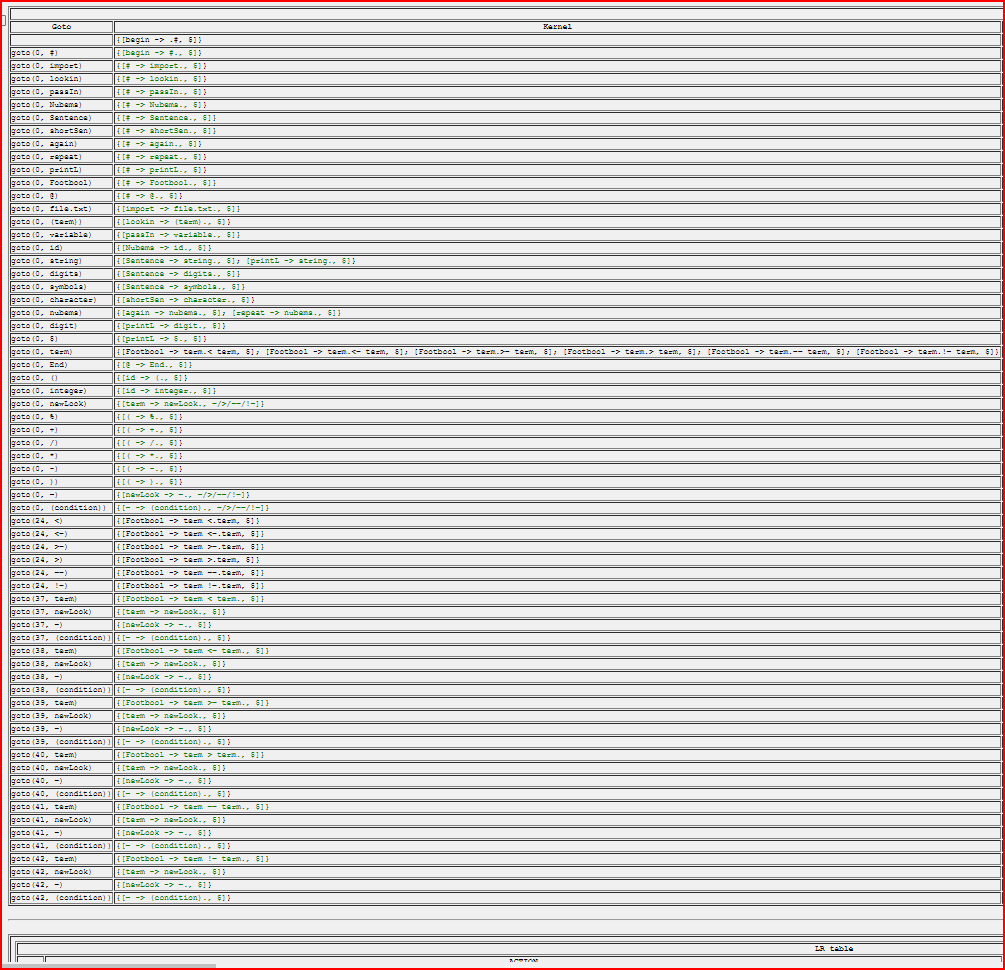 Goto Kernel
{[begin -> .#, $]}
goto(0, #) {[begin -> #., $]}
goto(0, import) {[# -> import., $]}
goto(0, lookin) {[# -> lookin., $]}
goto(0, passIn) {[# -> passIn., $]}
goto(0, Nubems) {[# -> Nubems., $]}
goto(0, Sentence) {[# -> Sentence., $]}
goto(0, shortSen) {[# -> shortSen., $]}
goto(0, again) {[# -> again., $]}
goto(0, repeat) {[# -> repeat., $]}
goto(0, printL) {[# -> printL., $]}
goto(0, Footbool) {[# -> Footbool., $]}
goto(0, @) {[# -> @., $]}
goto(0, file.txt) {[import -> file.txt., $]}
goto(0, (term)) {[lookin -> (term)., $]}
goto(0, variable) {[passIn -> variable., $]}
goto(0, id) {[Nubems -> id., $]}
goto(0, string) {[Sentence -> string., $]; [printL -> string., $]}
goto(0, digits) {[Sentence -> digits., $]}
goto(0, symbols) {[Sentence -> symbols., $]}
goto(0, character) {[shortSen -> character., $]}
goto(0, nubems) {[again -> nubems., $]; [repeat -> nubems., $]}
goto(0, digit) {[printL -> digit., $]}
goto(0, $) {[printL -> $., $]}
goto(0, term) {[Footbool -> term.< term, $]; [Footbool -> term.<= term, $]; [Footbool -> term.>= term, $]; [Footbool -> term.> term, $]; [Footbool -> term.== term, $]; [Footbool -> term.!= term, $]}
goto(0, End) {[@ -> End., $]}
goto(0, () {[id -> (., $]}
goto(0, integer) {[id -> integer., $]}
goto(0, newLook) {[term -> newLook., =/>/==/!=]}
goto(0, %) {[( -> %., $]}
goto(0, +) {[( -> +., $]}
goto(0, /) {[( -> /., $]}
goto(0, *) {[( -> *., $]}
goto(0, -) {[( -> -., $]}
goto(0, )) {[( -> )., $]}
goto(0, =) {[newLook -> =., =/>/==/!=]}
goto(0, (condition)) {[= -> (condition)., =/>/==/!=]}
goto(24, <) {[Footbool -> term <.term, $]}
goto(24, <=) {[Footbool -> term <=.term, $]}
goto(24, >=) {[Footbool -> term >=.term, $]}
goto(24, >) {[Footbool -> term >.term, $]}
goto(24, ==) {[Footbool -> term ==.term, $]}
goto(24, !=) {[Footbool -> term !=.term, $]}
goto(37, term) {[Footbool -> term < term., $]}
goto(37, newLook) {[term -> newLook., $]}
goto(37, =) {[newLook -> =., $]}
goto(37, (condition)) {[= -> (condition)., $]}
goto(38, term) {[Footbool -> term <= term., $]}
goto(38, newLook) {[term -> newLook., $]}
goto(38, =) {[newLook -> =., $]}
goto(38, (condition)) {[= -> (condition)., $]}
goto(39, term) {[Footbool -> term >= term., $]}
goto(39, newLook) {[term -> newLook., $]}
goto(39, =) {[newLook -> =., $]}
goto(39, (condition)) {[= -> (condition)., $]}
goto(40, term) {[Footbool -> term > term., $]}
goto(40, newLook) {[term -> newLook., $]}
goto(40, =) {[newLook -> =., $]}
goto(40, (condition)) {[= -> (condition)., $]}
goto(41, term) {[Footbool -> term == term., $]}
goto(41, newLook) {[term -> newLook., $]}
goto(41, =) {[newLook -> =., $]}
goto(41, (condition)) {[= -> (condition)., $]}
goto(42, term) {[Footbool -> term != term., $]}
goto(42, newLook) {[term -> newLook., $]}
goto(42, =) {[newLook -> =., $]}
goto(42, (condition)) {[= -> (condition)., $]}
LR table
ACTION